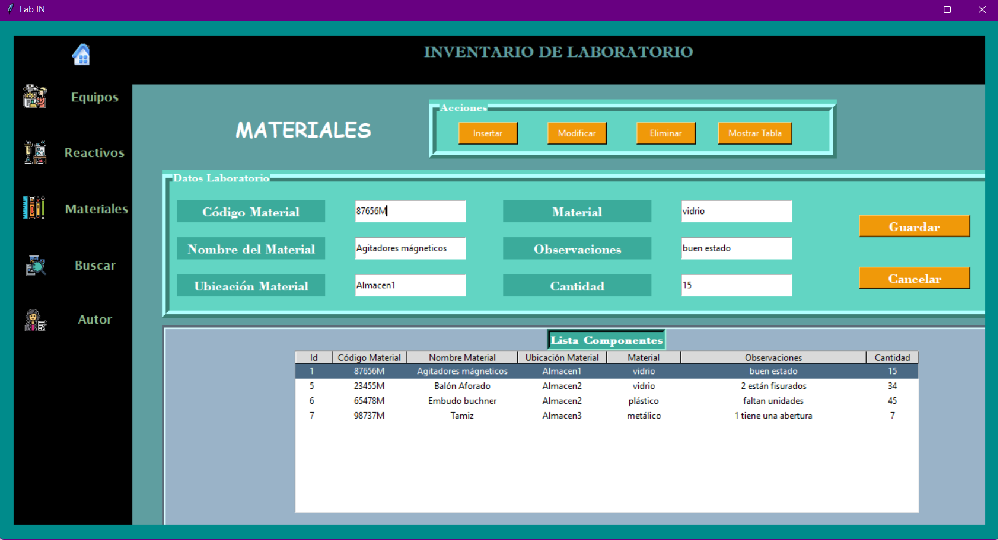 Lab IN
INVENTARIO DE LABORATORIO
Equipos
Reactivos
Materiales
Buscar
Autor
MATERIALES
Acciones
Insertar Modificar Eliminar Mostrar Tabla
Datos Laboratorio
Código Material 87656M Material vidrio
Nombre del Material Agitadores mágneticos Observaciones buen estado
Ubicación Material Almacen1 Cantidad 15
Guardar
Cancelar
Lista Componentes
Id Código Material Nombre Material Ubicación Material Material Observaciones Cantidad
1 87656M Agitadores mágneticos Almacen1 vidrio buen estado 15
5 23455M Balón Aforado Almacen2 vidrio 2 están fisurados 34
6 65478M Embudo buchner Almacen2 plástico faltan unidades 45
7 98737M Tamiz Almacen3 metálico 1 tiene una abertura 7